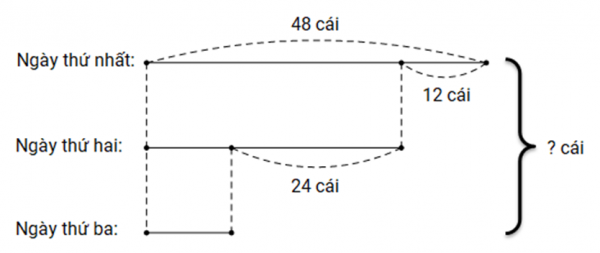 48 cái
Ngày thứ nhất:
12 cái
Ngày thứ hai:
? cái
24 cái
Ngày thứ ba: